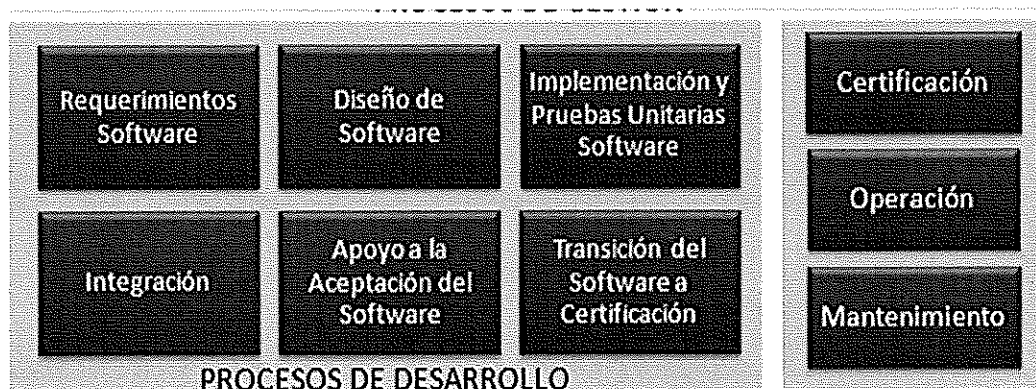 Requerimientos
Software
Diseño de
Software
Implementación y
Pruebas Unitarias
Software
Integración
Apoyo a la
Aceptación del
Software
Transición del
Software a
Certificación
PROCESOS DE DESARROLLO
Certificación
Operación
Mantenimiento